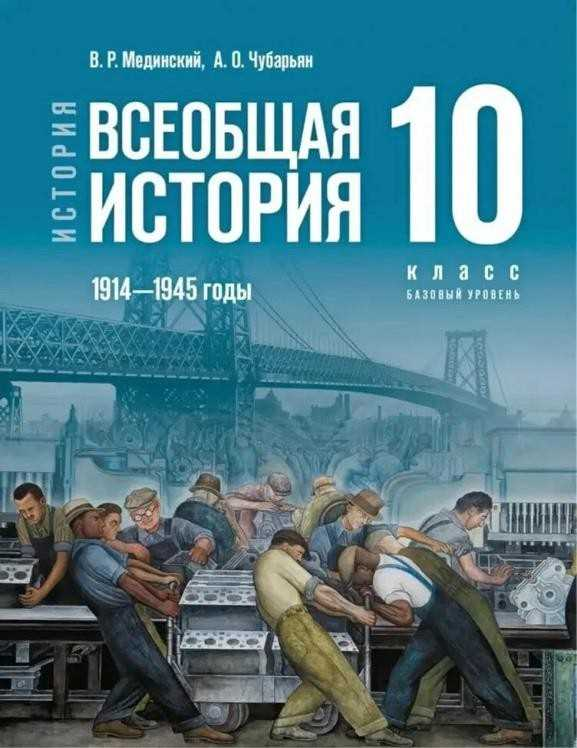 В. Р. Мединский, А. О. Чубарьян
ИСТОРИЯ
ВСЕОБЩАЯ
ИСТОРИЯ
10
класс
БАЗОВЫЙ УРОВЕНЬ
1914—1945 годы